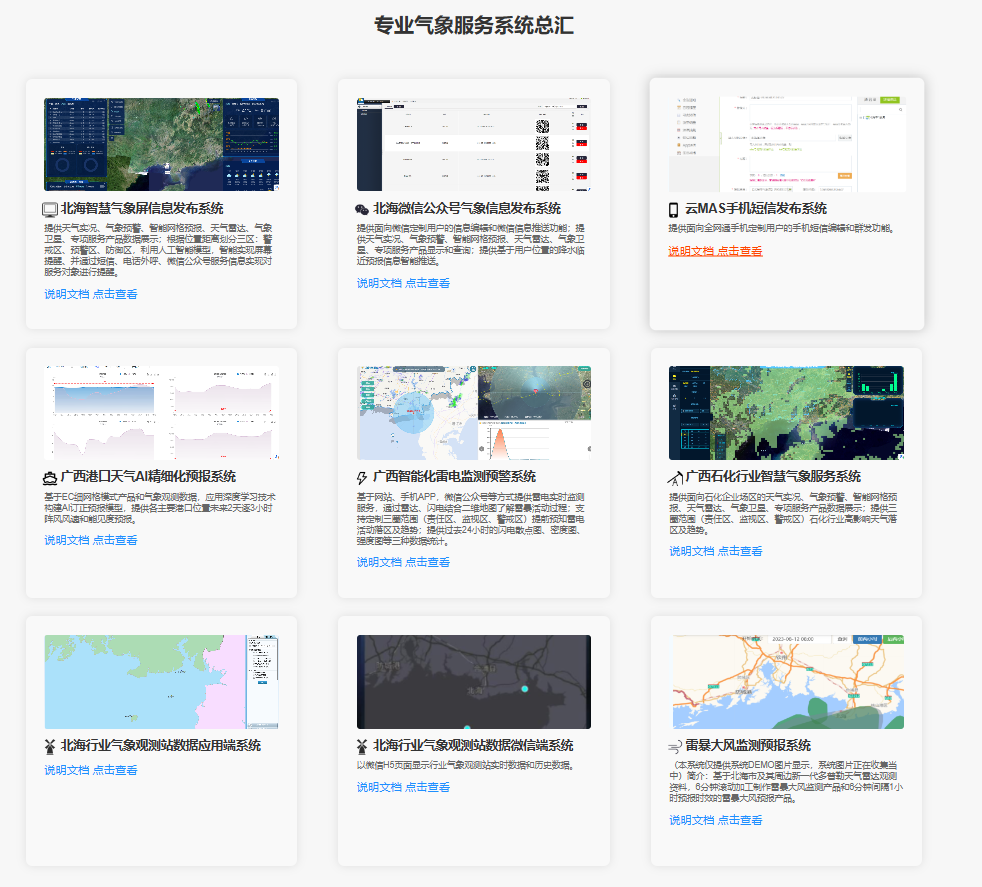 专业气象服务系统总汇
北海智慧气象屏信息发布系统
提供天气实况、气象预警、智能网格预报、天气雷达、气象
卫星、专项服务产品数据展示；根据位置距离划分三区：警
戒区、预警区、防御区，利用人工智能模型，智能实现屏幕
提醒，并通过短信、电话外呼、微信公众号服务信息实现对
服务对象进行提醒。
说明文档 点击查看
北海微信公众号气象信息发布系统
提供面向微信定制用户的信息编辑和微信信息推送功能；提
供天气实况、气象预警、智能网格预报、天气雷达、气象卫
星、专项服务产品显示和查询；提供基于用户位置的降水临
近预报信息智能推送。
说明文档 点击查看
云MAS手机短信发布系统
提供面向全网通手机定制用户的手机短信编辑和群发功能。
说明文档 点击查看
广西港口天气AI精细化预报系统
基于EC细网格模式产品和气象观测数据，应用深度学习技术
构建AI订正预报模型，提供各主要港口位置未来2天逐3小时
阵风风速和能见度预报。
说明文档 点击查看
广西智能化雷电监测预警系统
基于网站、手机APP，微信公众号等方式提供雷电实时监测
服务，通过雷达、闪电结合二维地图了解雷暴活动过程；支
持定制三圈范围（责任区、监视区、警戒区）提前预知雷电
活动落区及趋势；提供过去24小时的闪电散点图、密度图、
强度图等三种数据统计。
说明文档 点击查看
广西石化行业智慧气象服务系统
提供面向石化企业场区的天气实况、气象预警、智能网格预
报、天气雷达、气象卫星、专项服务产品数据展示；提供三
圈范围（责任区、监视区、警戒区）石化行业高影响天气落
区及趋势。
说明文档 点击查看
北海行业气象观测站数据应用端系统
说明文档 点击查看
北海行业气象观测站数据微信端系统
以微信H5页面显示行业气象观测站实时数据和历史数据。
说明文档 点击查看
2023-06-12 06:00
雷暴大风监测预报系统
（本系统仅提供系统DEMO图片显示，系统图片正在收集当
中）简介：基于北海市及其周边新一代多普勒天气雷达观测
资料，6分钟滚动加工制作雷暴大风监测产品和6分钟间隔1小
时预报时效的雷暴大风预报产品。
说明文档 点击查看